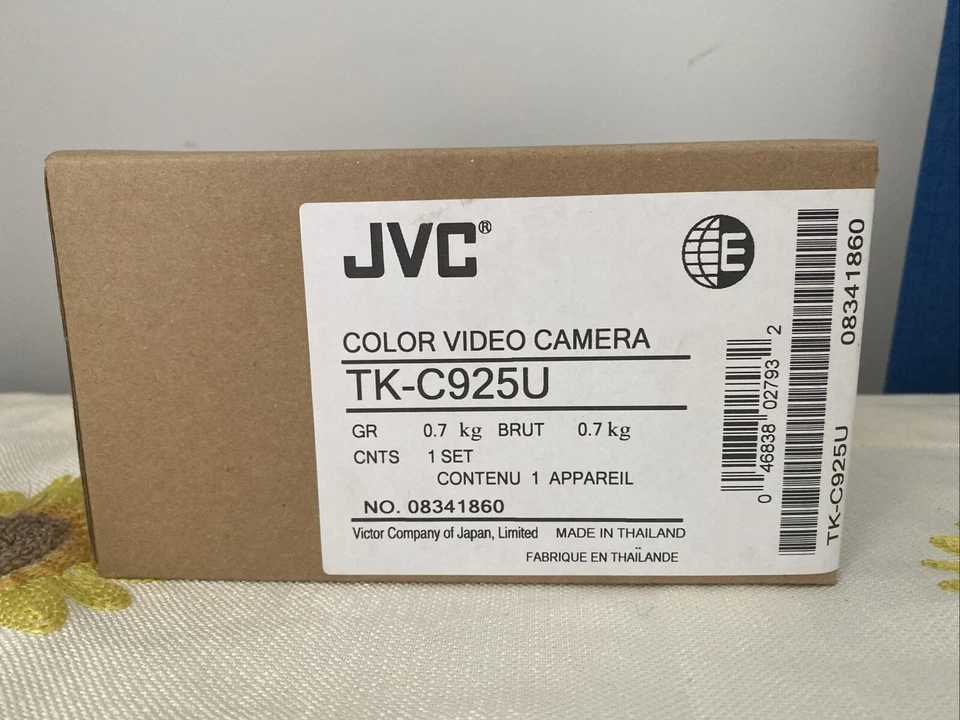 JVC®
E
COLOR VIDEO CAMERA
TK-C925U
GR 0.7 kg BRUT 0.7 kg
CNTS 1 SET
CONTENU 1 APPAREIL
NO. 08341860
Victor Company of Japan, Limited MADE IN THAILAND
FABRIQUE EN THAÏLANDE
0 46838 02793 2
TK-C925U 08341860